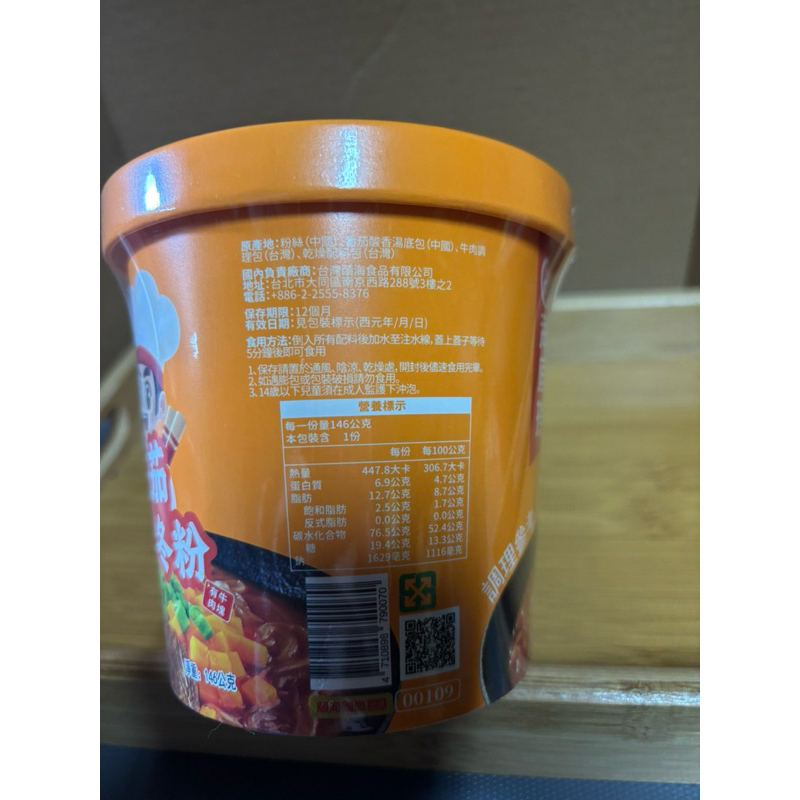 原產地:粉絲(中國)、番茄酸香湯底包(中國)、牛肉調
理包(台灣)、乾燥配料包(台灣)
國內負責廠商:台灣頤海食品有限公司
地址:台北市大同區南京西路288號3樓之2
電話:+886-2-2555-8376
保存期限:12個月
有效日期:見包裝標示(西元年/月/日)
食用方法:倒入所有配料後加水至注水線,蓋上蓋子等待
5分鐘後即可食用
1.保存請置於通風、陰涼、乾燥處,開封後儘速食用完畢。
2.如遇膨包或包裝破損請勿食用。
3.14歲以下兒童須在成人監護下沖泡。
營養標示
每一份量146公克
本包裝含 1份
每份 每100公克
熱量 447.8大卡 306.7大卡
蛋白質 6.9公克 4.7公克
脂肪 12.7公克 8.7公克
飽和脂肪 2.5公克 1.7公克
反式脂肪 0.0公克 0.0公克
碳水化合物 76.5公克 52.4公克
糖 19.4公克 13.3公克
鈉 1629毫克 1116毫克
茄
冬粉
有牛
肉塊
淨重: 146公克
4 710898 790070
00109
調理